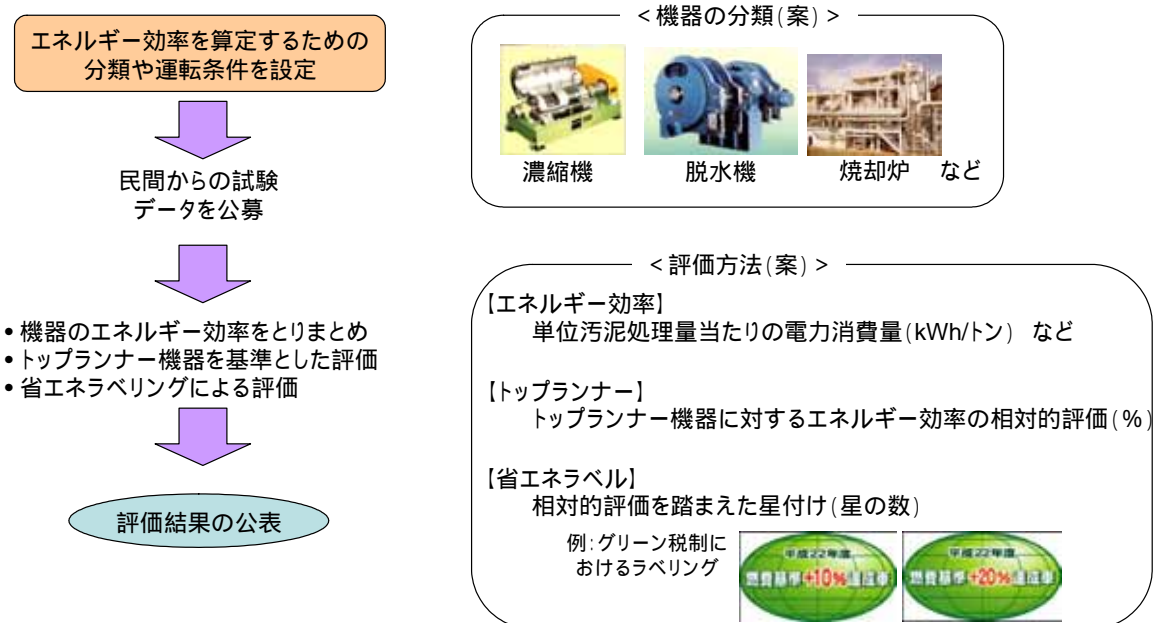 エネルギー効率を算定するための
分類や運転条件を設定
民間からの試験
データを公募
•機器のエネルギー効率をとりまとめ
•トップランナー機器を基準とした評価
•省エネラベリングによる評価
評価結果の公表
<機器の分類(案)>
濃縮機
脱水機
焼却炉 など
<評価方法(案)>
【エネルギー効率】
単位汚泥処理量当たりの電力消費量(kWh/トン) など
【トップランナー】
トップランナー機器に対するエネルギー効率の相対的評価(%)
【省エネラベル】
相対的評価を踏まえた星付け(星の数)
例:グリーン税制に
おけるラベリング
平成22年度
燃費基準+10%達成車
平成22年度
燃費基準+20%達成車